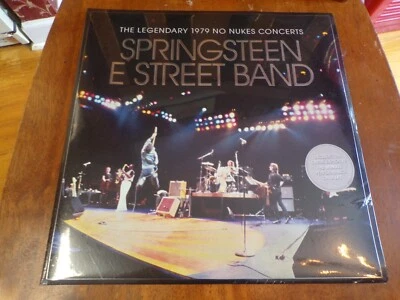 THE LEGENDARY 1979 NO NUKES CONCERTS
SPRINGSTEEN
E STREET BAND